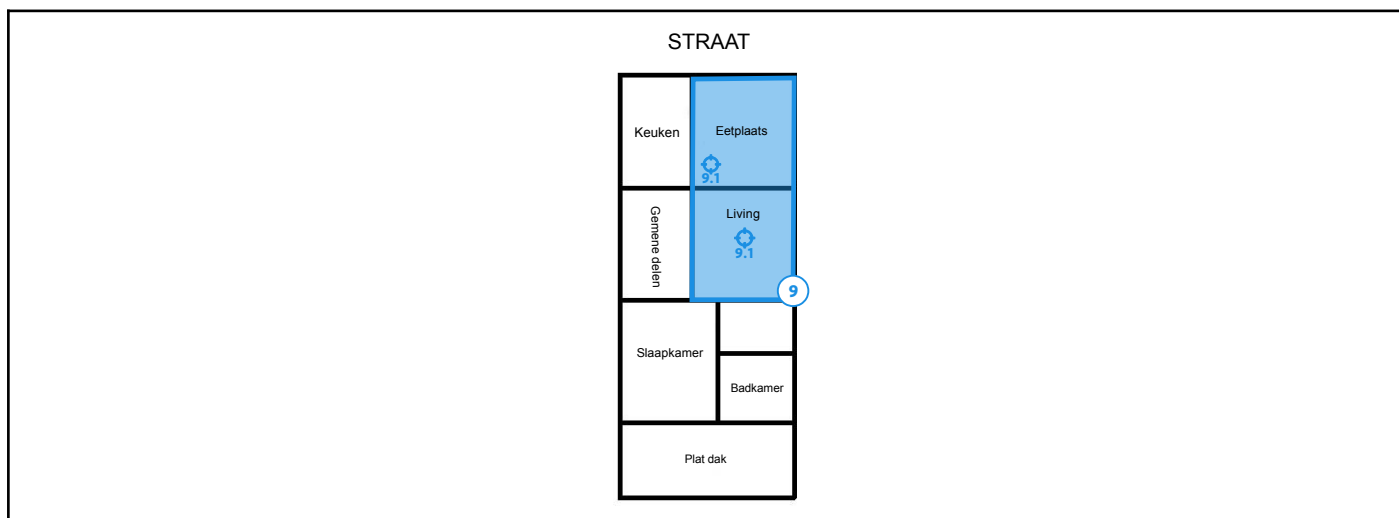 STRAAT
Keuken
Eetplaats
9.1
Gemene delen
Living
9.1
9
Slaapkamer
Badkamer
Plat dak